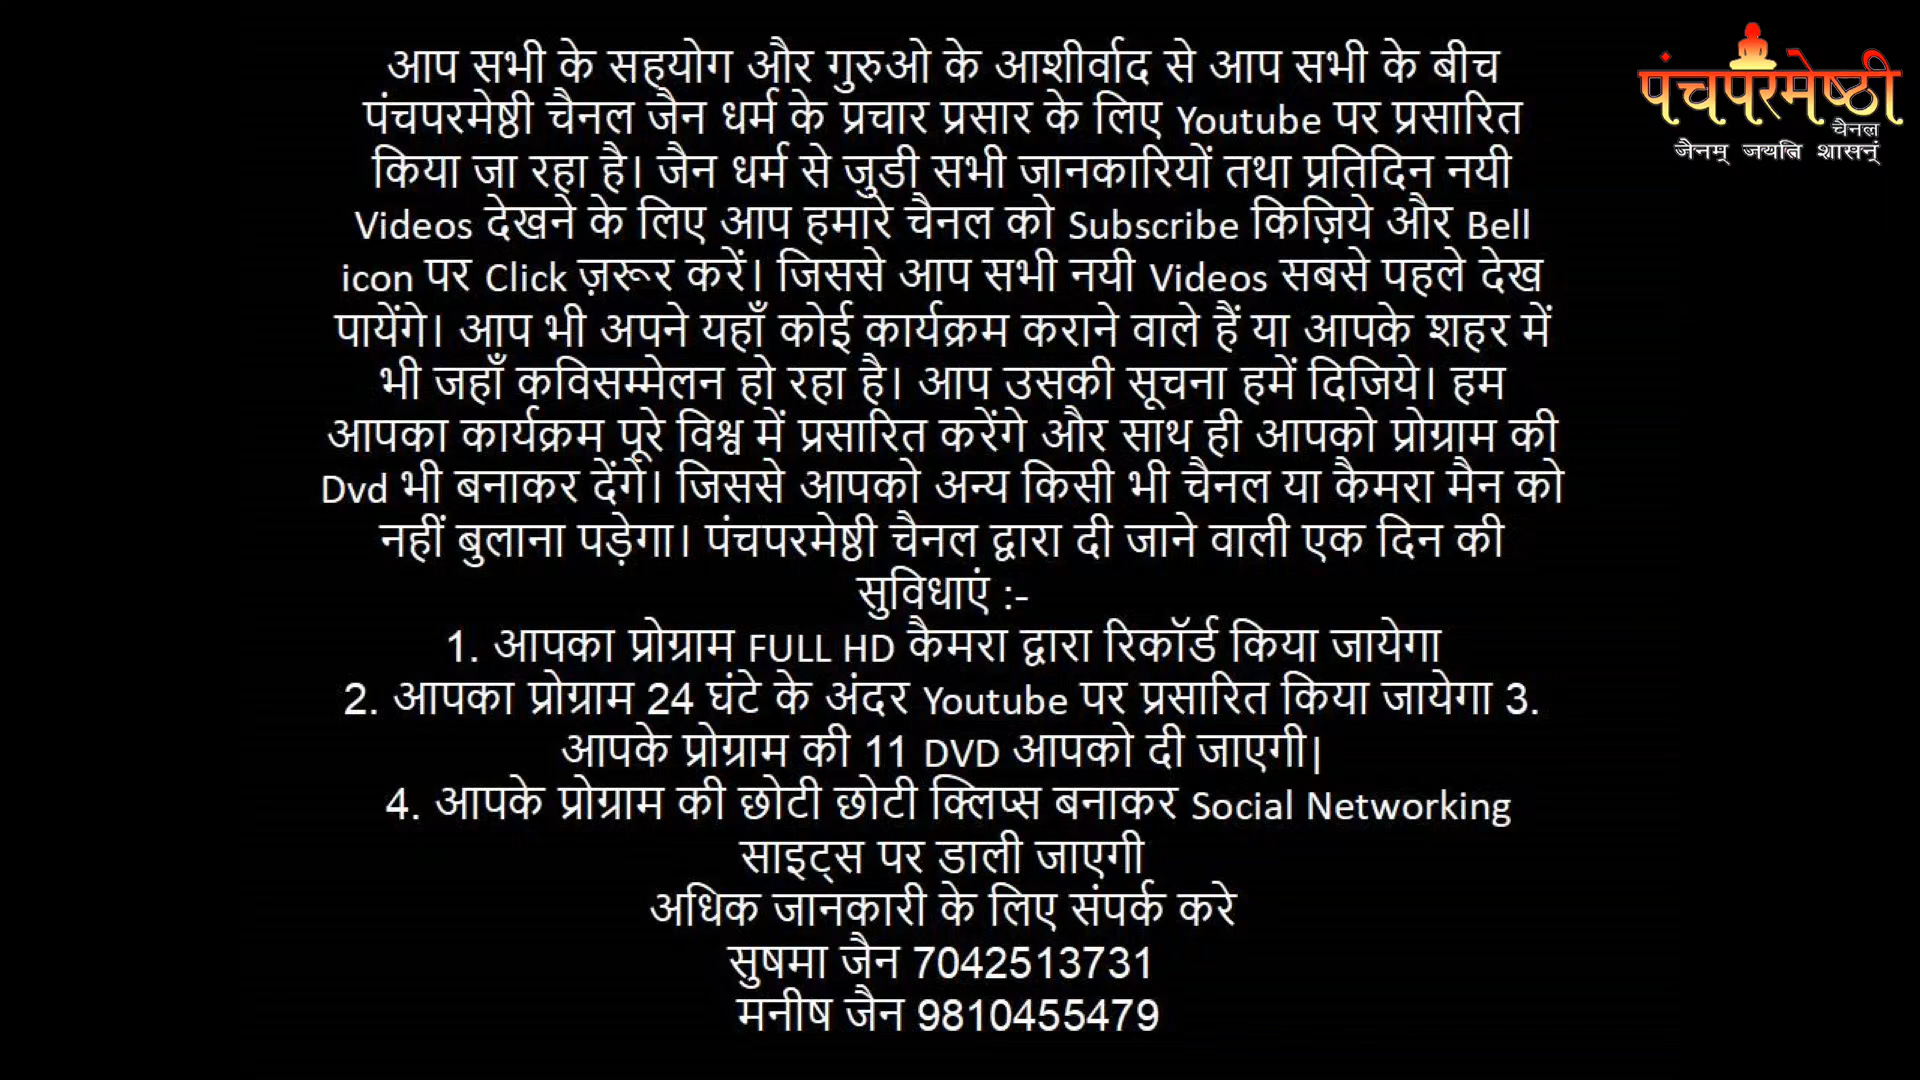 आप सभी के सहयोग और गुरुओ के आशीर्वाद से आप सभी के बीच
पंचपरमेष्ठी चैनल जैन धर्म के प्रचार प्रसार के लिए Youtube पर प्रसारित
किया जा रहा है। जैन धर्म से जुडी सभी जानकारियों तथा प्रतिदिन नयी
Videos देखने के लिए आप हमारे चैनल को Subscribe किज़िये और Bell
icon पर Click ज़रूर करें। जिससे आप सभी नयी Videos सबसे पहले देख
पायेंगे। आप भी अपने यहाँ कोई कार्यक्रम कराने वाले हैं या आपके शहर में
भी जहाँ कविसम्मेलन हो रहा है। आप उसकी सूचना हमें दिजिये। हम
आपका कार्यक्रम पूरे विश्व में प्रसारित करेंगे और साथ ही आपको प्रोग्राम की
Dvd भी बनाकर देंगे। जिससे आपको अन्य किसी भी चैनल या कैमरा मैन को
नहीं बुलाना पड़ेगा। पंचपरमेष्ठी चैनल द्वारा दी जाने वाली एक दिन की
सुविधाएं :-
1. आपका प्रोग्राम FULL HD कैमरा द्वारा रिकॉर्ड किया जायेगा
2. आपका प्रोग्राम 24 घंटे के अंदर Youtube पर प्रसारित किया जायेगा 3.
आपके प्रोग्राम की 11 DVD आपको दी जाएगी|
4. आपके प्रोग्राम की छोटी छोटी क्लिप्स बनाकर Social Networking
साइट्स पर डाली जाएगी
अधिक जानकारी के लिए संपर्क करे
सुषमा जैन 7042513731
मनीष जैन 9810455479
पंचपरमेष्ठी
चैनल
जैनम् जयति शासनं